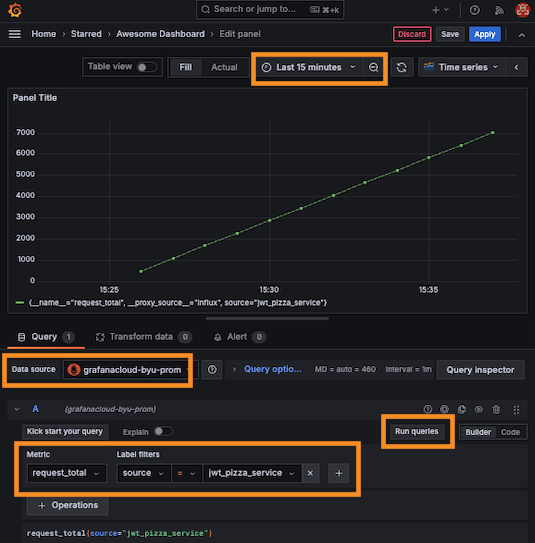 Search or jump to... ⌘+k
Home › Starred › Awesome Dashboard › Edit panel Discard Save Apply
Table view Fill Actual Last 15 minutes Time series
Panel Title
7000
6000
5000
4000
3000
2000
1000
0
15:25 15:30 15:35
{__name__="request_total", __proxy_source__="influx", source="jwt_pizza_service"}
Query 1 Transform data 0 Alert 0
Data source grafanacloud-byu-prom › Query optio... MD = auto = 460 Interval = 1m Query inspector
A (grafanacloud-byu-prom)
Kick start your query Explain Run queries Builder Code
Metric Label filters
request_total source = jwt_pizza_service × +
+ Operations
request_total{source="jwt_pizza_service"}